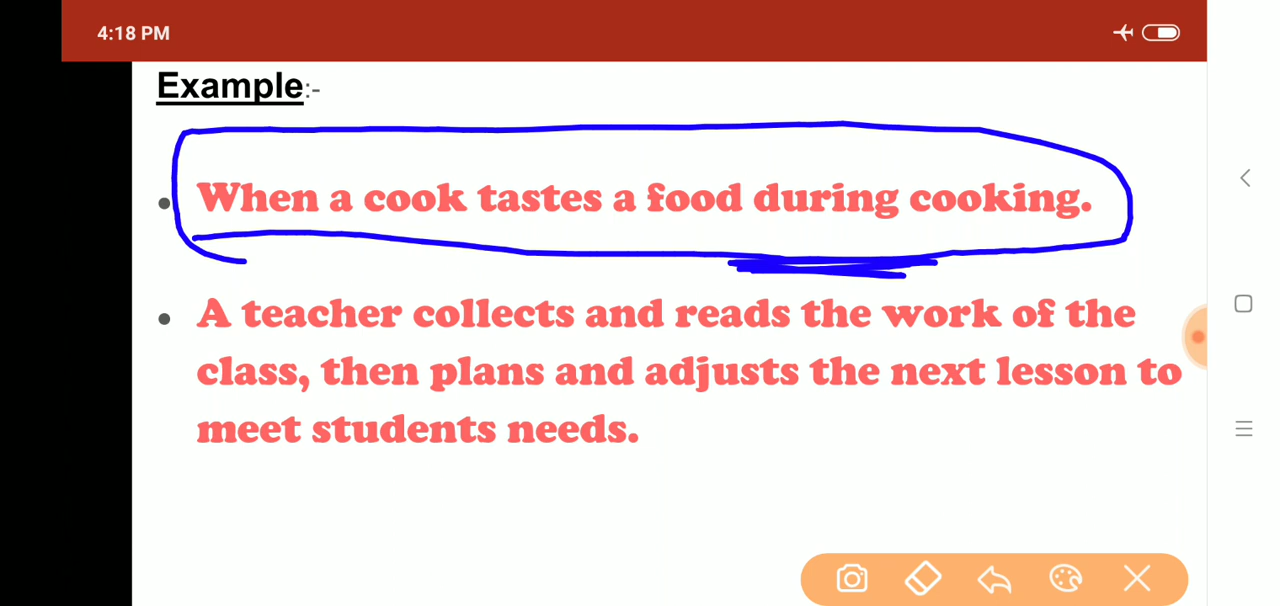 4:18 PM
Example:-
• When a cook tastes a food during cooking.
• A teacher collects and reads the work of the
class, then plans and adjusts the next lesson to
meet students needs.